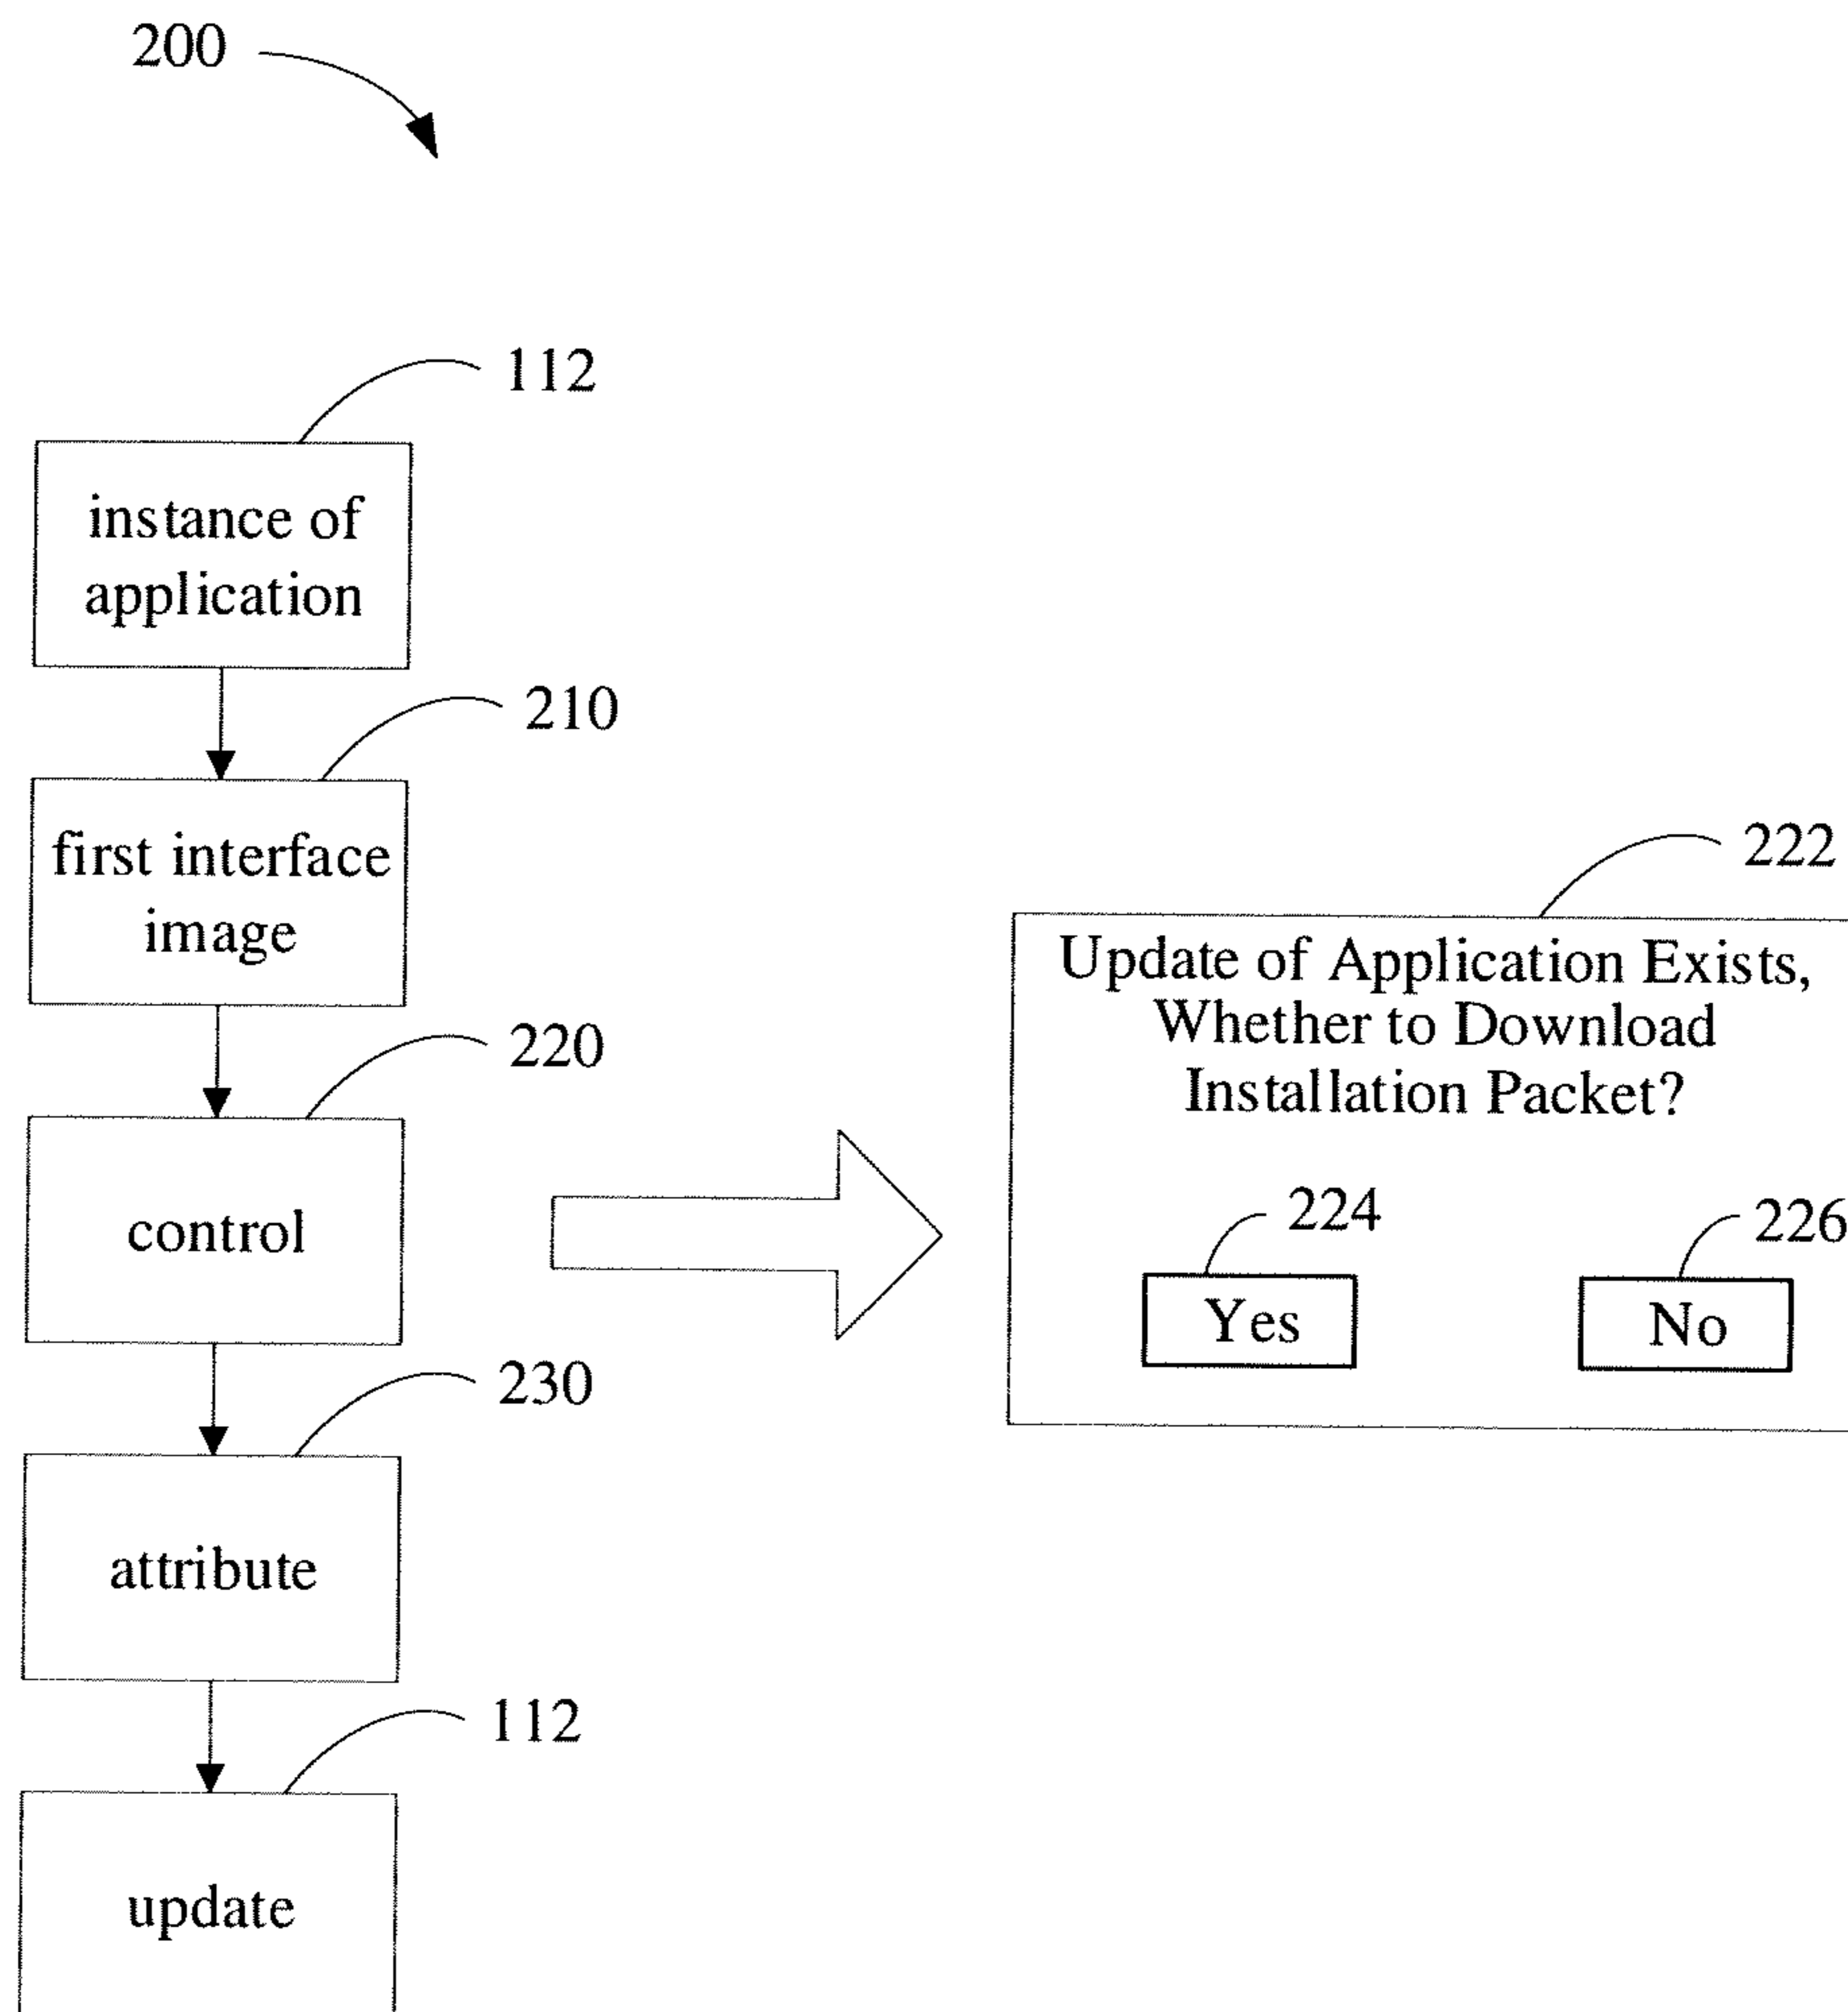 200
112
instance of
application
210
first interface
image
220
control
230
attribute
112
update
222
Update of Application Exists,
Whether to Download
Installation Packet?
224
226
Yes
No